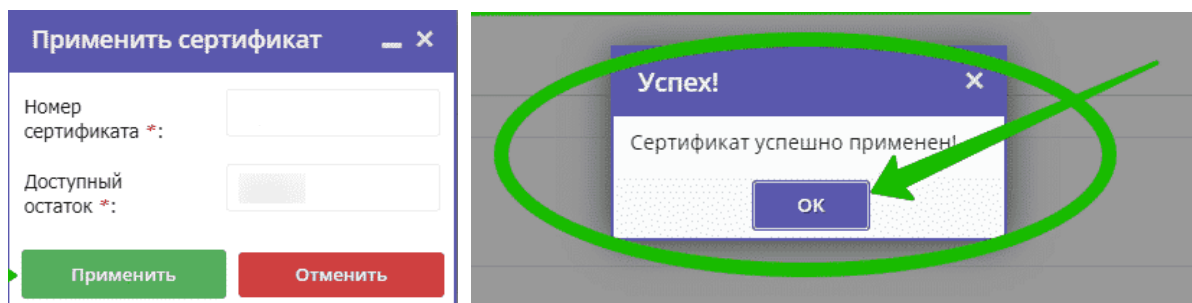 Применить сертификат
Номер
сертификата *:
Доступный
остаток *:
Применить
Отменить
Успех!
Сертификат успешно применен!
ОК